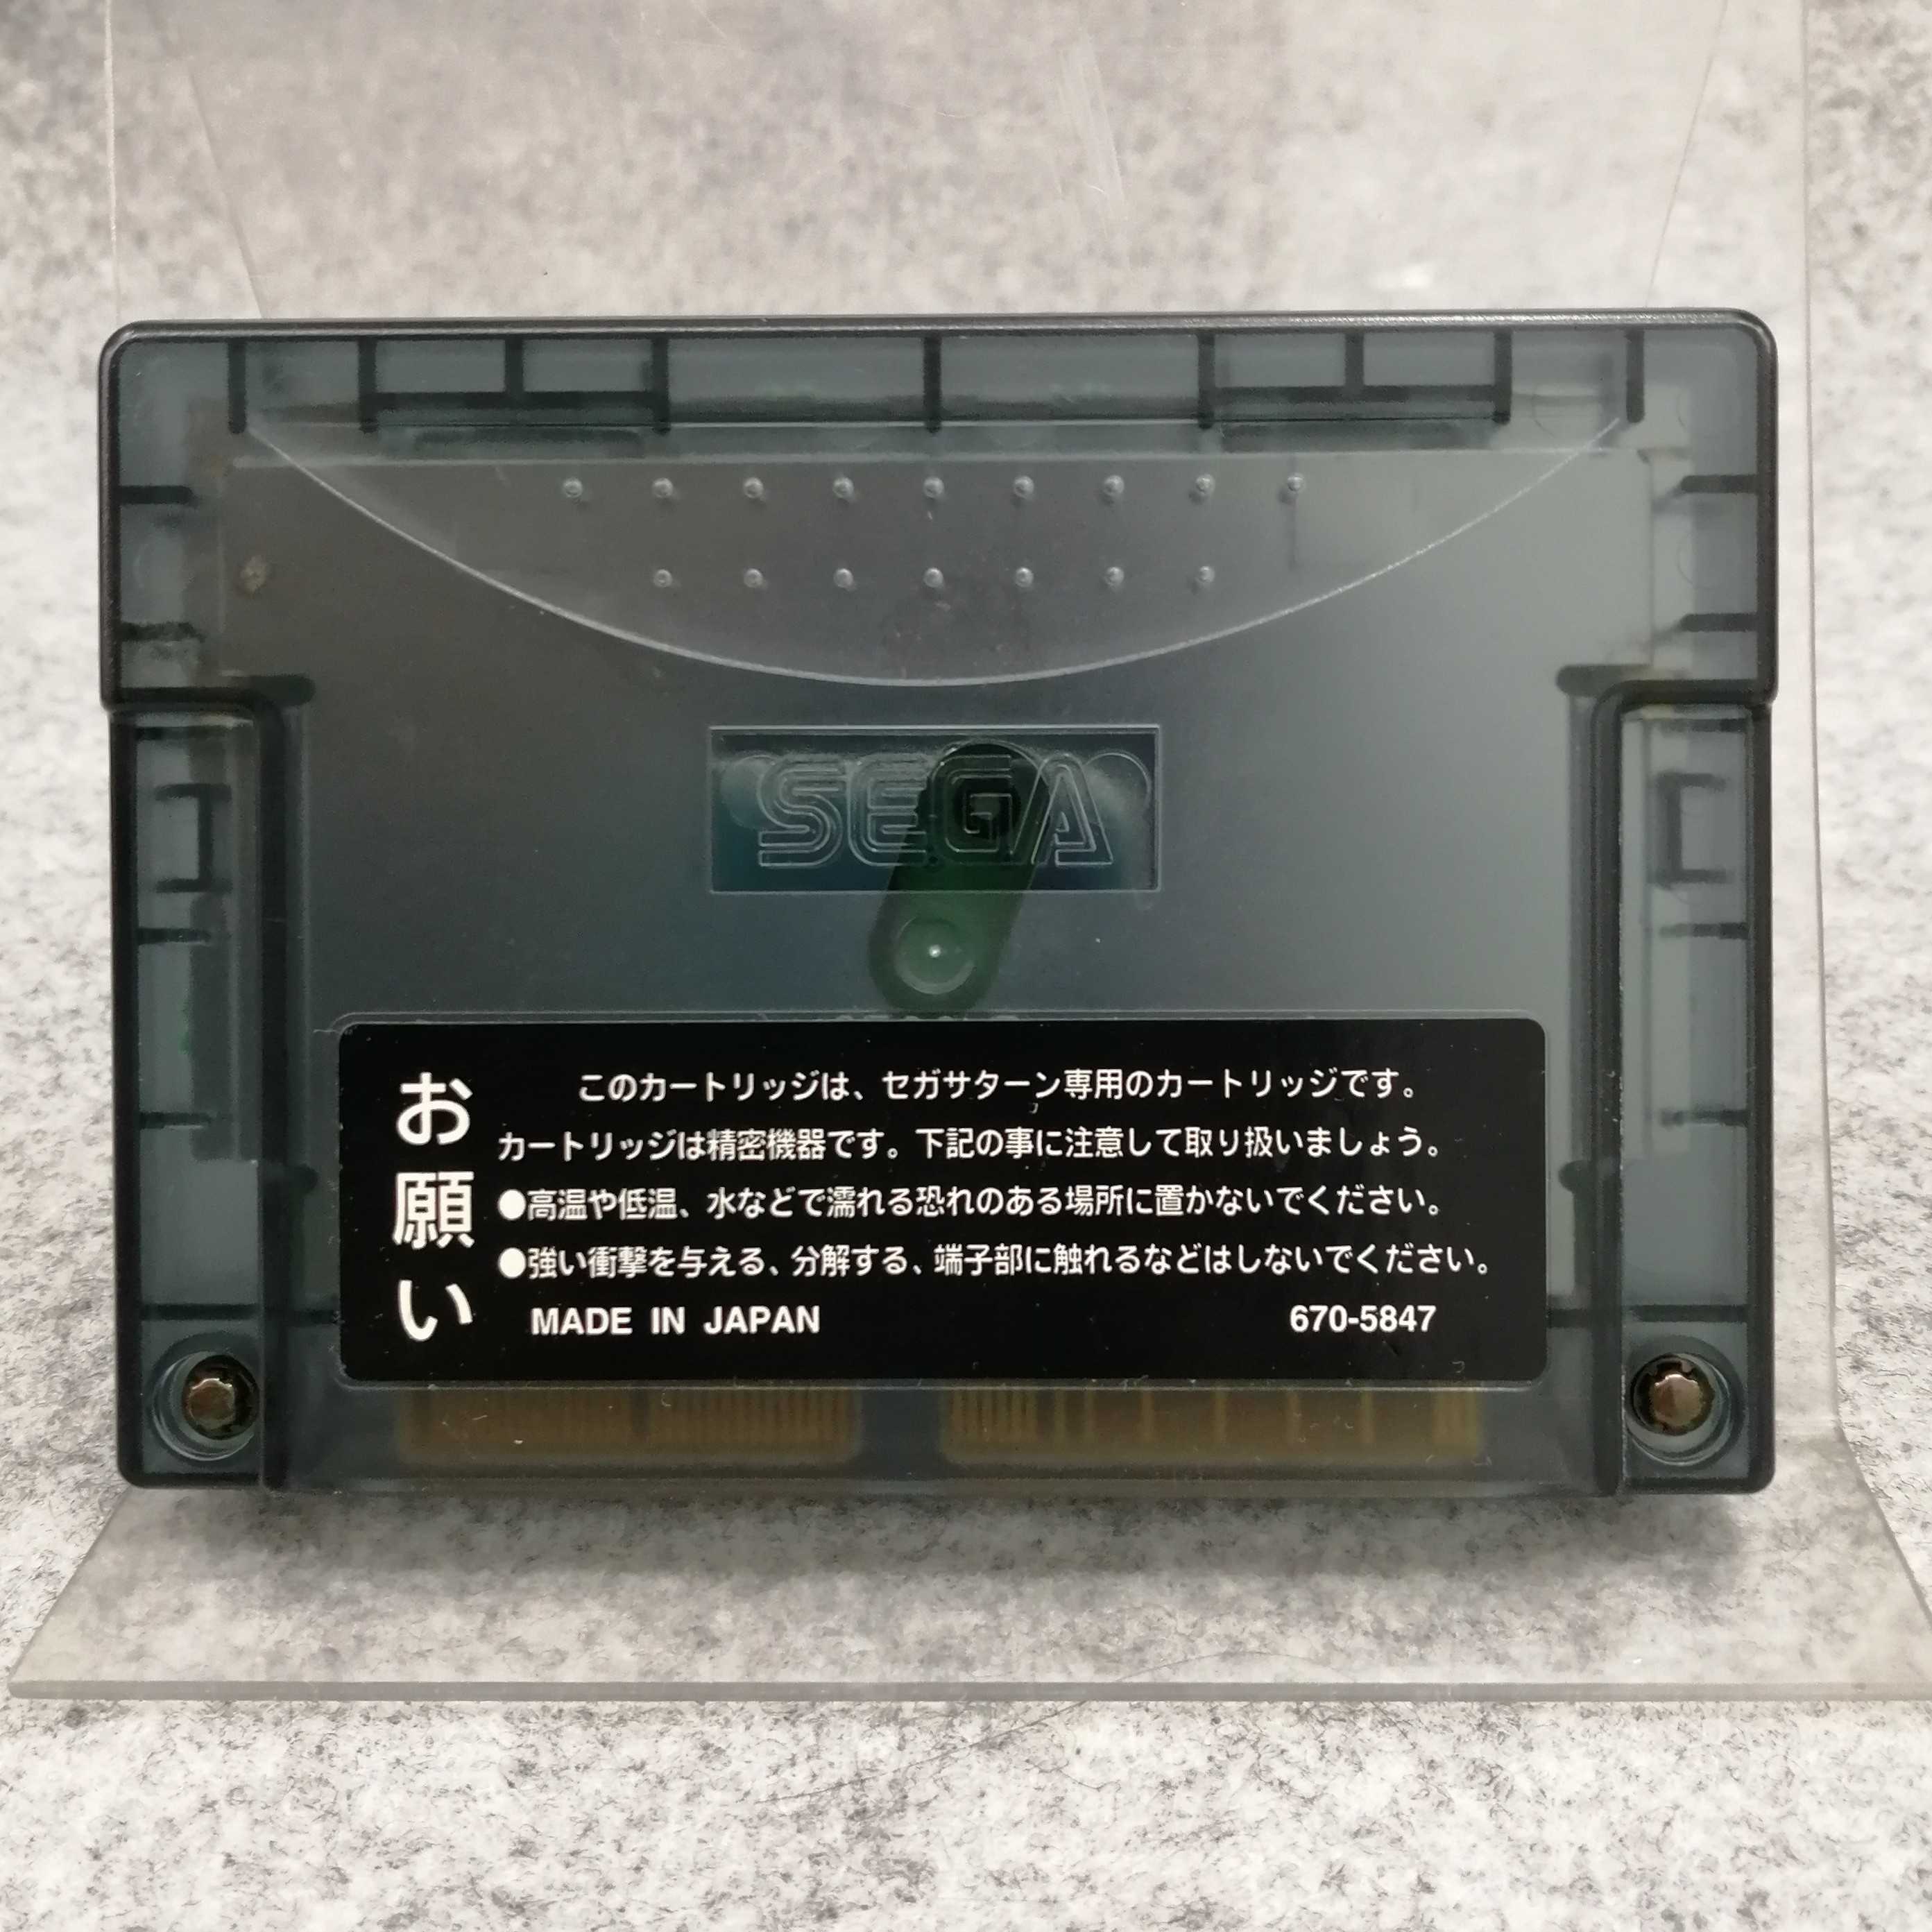 SEGA
お願い
このカートリッジは、セガサターン専用のカートリッジです。
カートリッジは精密機器です。下記の事に注意して取り扱いましょう。
●高温や低温、水などで濡れる恐れのある場所に置かないでください。
●強い衝撃を与える、分解する、端子部に触れるなどはしないでください。
MADE IN JAPAN 670-5847